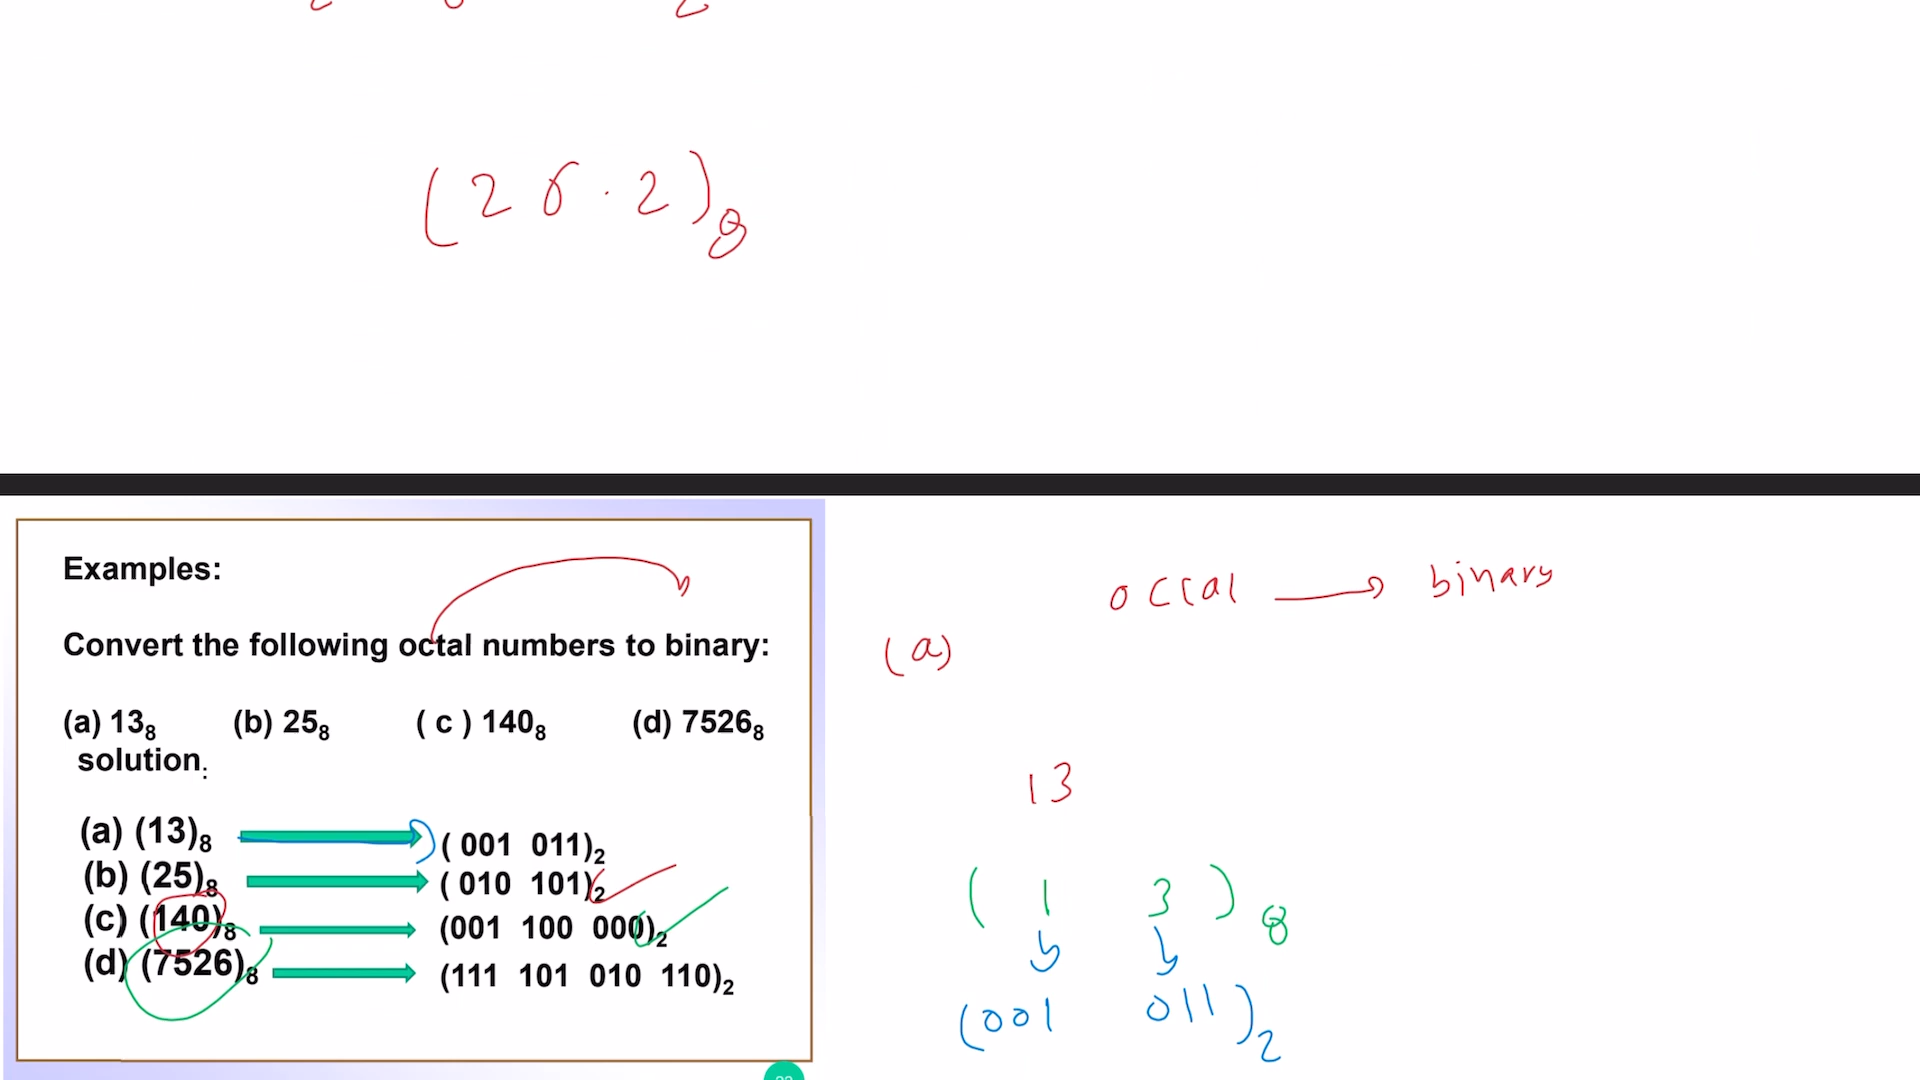 (26.2)8
Examples:
Convert the following octal numbers to binary:
(a) 13₈ (b) 25₈ ( c ) 140₈ (d) 7526₈
solution:
(a) (13)₈ ( 001 011)₂
(b) (25)₈ ( 010 101)₂
(c) (140)₈ (001 100 000)₂
(d) (7526)₈ (111 101 010 110)₂
octal → binary
(a)
13
( 1 3 )8
(001 011)2